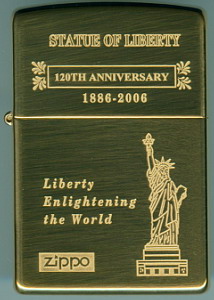 STATUE OF LIBERTY
120TH ANNIVERSARY
1886-2006
Liberty
Enlightening
the World
zippo